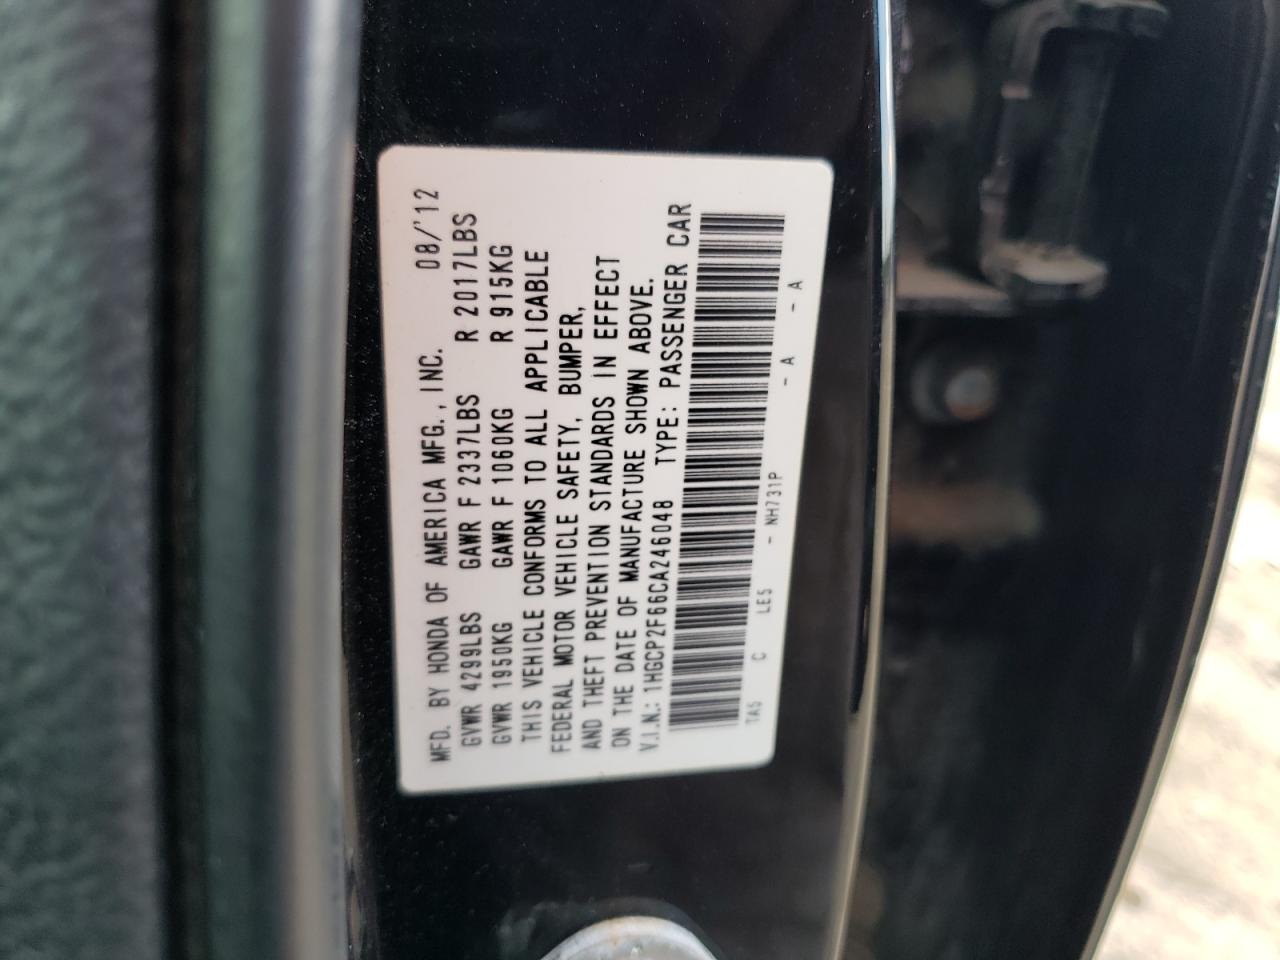 MFD. BY HONDA OF AMERICA MFG., INC. 08/'12
GVWR 4299LBS GAWR F 2337LBS R 2017LBS
GVWR 1950KG GAWR F 1060KG R 915KG
THIS VEHICLE CONFORMS TO ALL APPLICABLE
FEDERAL MOTOR VEHICLE SAFETY, BUMPER,
AND THEFT PREVENTION STANDARDS IN EFFECT
ON THE DATE OF MANUFACTURE SHOWN ABOVE.
V.I.N.: 1HGCP2F66CA246048 TYPE: PASSENGER CAR
TA5 C LE5 - NH731P - A - A